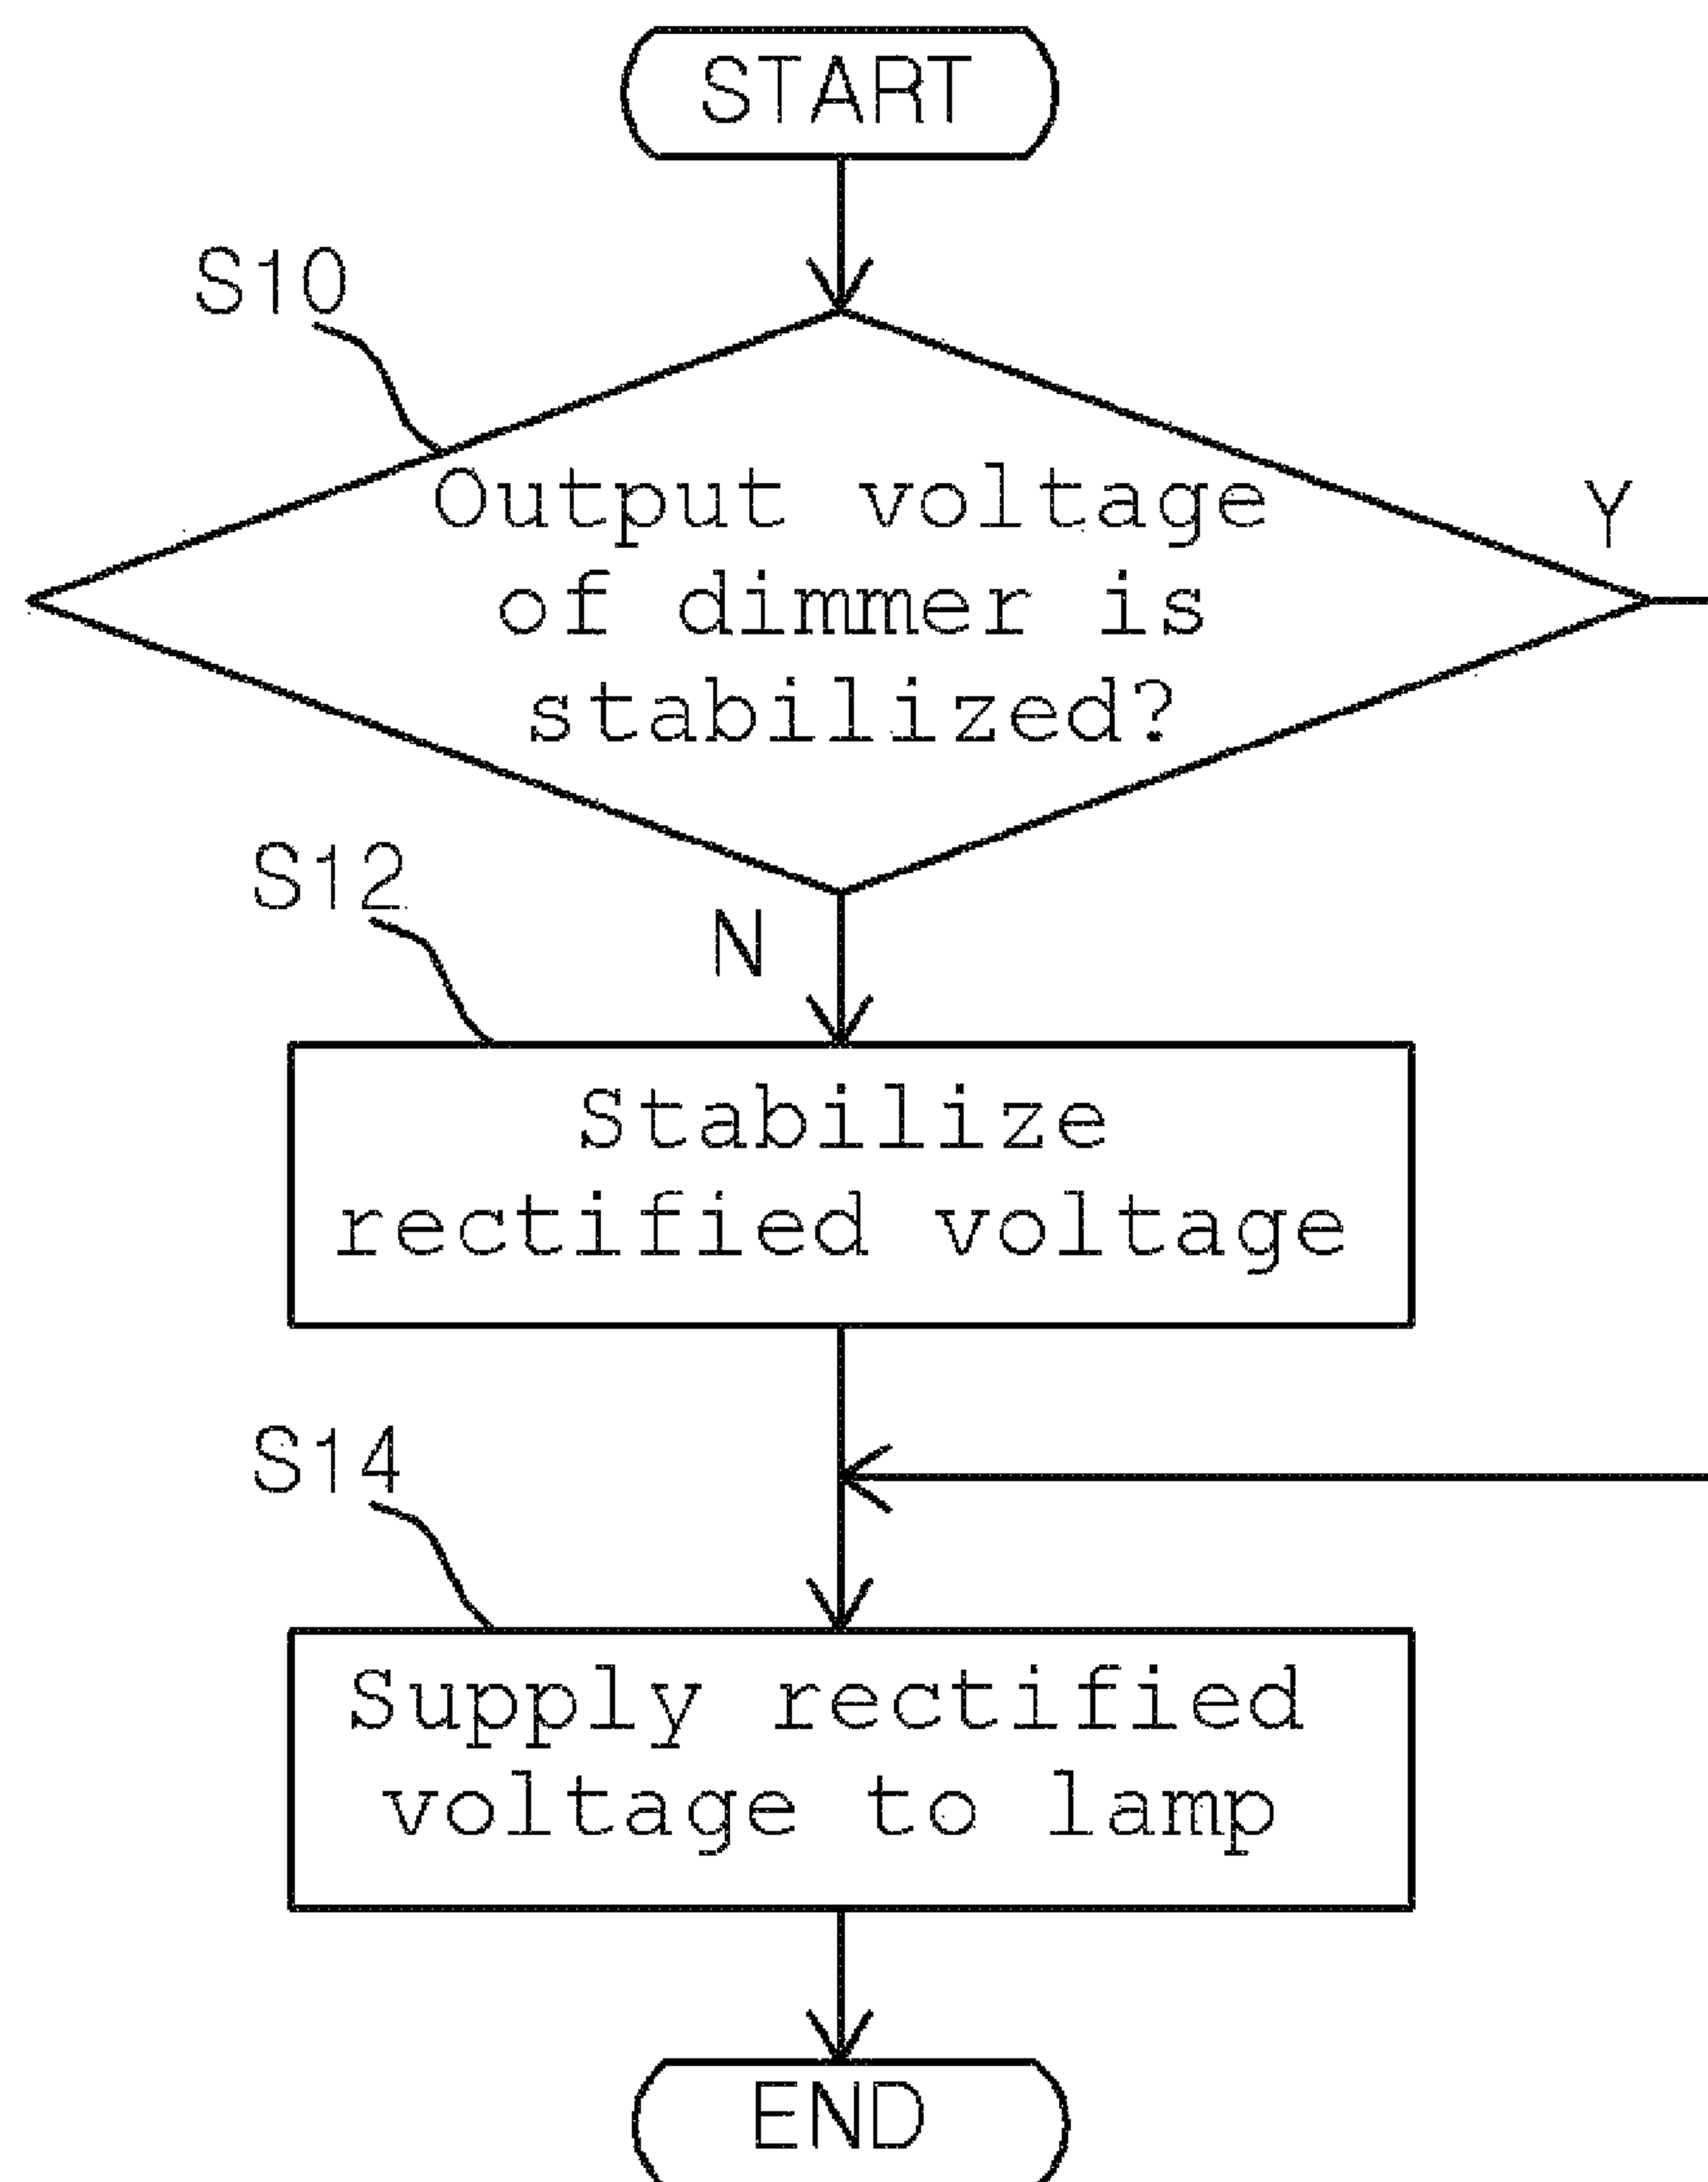 START
S10
Output voltage
of dimmer is
stabilized?
Y
S12
N
Stabilize
rectified voltage
S14
Supply rectified
voltage to lamp
END